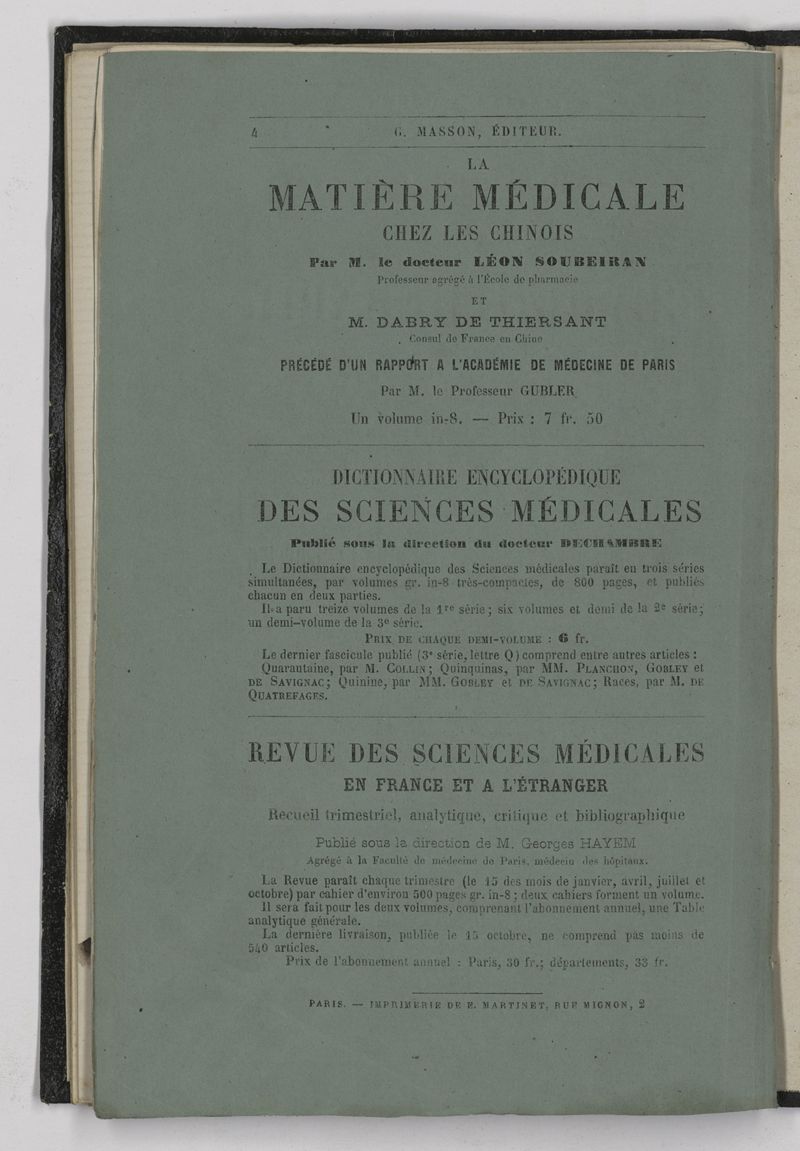 4 G. MASSON, ÉDITEUR.
LA
MATIÈRE MÉDICALE
CHEZ LES CHINOIS
Par M. le docteur LÉON SOUBEIRAN
Professeur agrégé à l'École de pharmacie
ET
M. DABRY DE THIERSANT
Consul de France en Chine
PRÉCÉDÉ D'UN RAPPORT A L'ACADÉMIE DE MÉDECINE DE PARIS
Par M. le Professeur GUBLER
Un volume in-8. — Prix : 7 fr. 50
DICTIONNAIRE ENCYCLOPÉDIQUE
DES SCIENCES MÉDICALES
Publié sous la direction du docteur DECHAMBRE
Le Dictionnaire encyclopédique des Sciences médicales paraît en trois séries
simultanées, par volumes gr. in-8 très-compactes, de 800 pages, et publiés
chacun en deux parties.
Il a paru treize volumes de la 1re série; six volumes et demi de la 2e série;
un demi-volume de la 3e série.
PRIX DE CHAQUE DEMI-VOLUME : 6 fr.
Le dernier fascicule publié (3e série, lettre Q) comprend entre autres articles :
Quarantaine, par M. COLLIN; Quinquinas, par MM. PLANCHON, GOBLEY et
DE SAVIGNAC; Quinine, par MM. GOBLEY et DE SAVIGNAC; Races, par M. DE
QUATREFAGES.
REVUE DES SCIENCES MÉDICALES
EN FRANCE ET A L'ÉTRANGER
Recueil trimestriel, analytique, critique et bibliographique
Publié sous la direction de M. Georges HAYEM
Agrégé à la Faculté de médecine de Paris, médecin des hôpitaux.
La Revue paraît chaque trimestre (le 15 des mois de janvier, avril, juillet et
octobre) par cahier d'environ 500 pages gr. in-8; deux cahiers forment un volume.
Il sera fait pour les deux volumes, comprenant l'abonnement annuel, une Table
analytique générale.
La dernière livraison, publiée le 15 octobre, ne comprend pas moins de
540 articles.
Prix de l'abonnement annuel : Paris, 30 fr.; départements, 33 fr.
PARIS. — IMPRIMERIE DE E. MARTINET, RUE MIGNON, 2